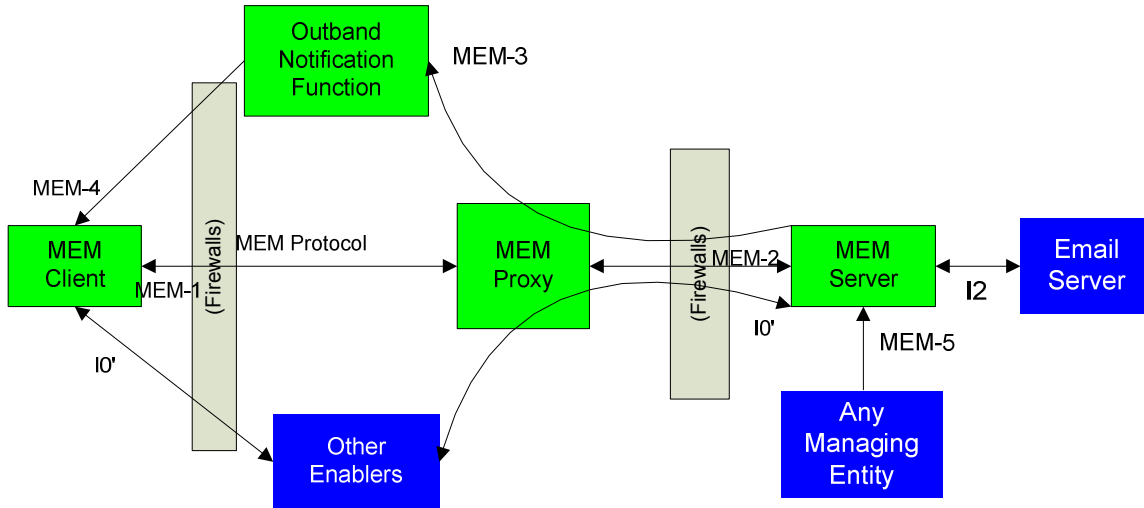 Outband
Notification
Function
MEM-3
MEM-4
(Firewalls)
MEM Protocol
MEM
Client
MEM-1
MEM
Proxy
(Firewalls)
MEM-2
MEM
Server
I2
Email
Server
I0'
I0'
MEM-5
Other
Enablers
Any
Managing
Entity